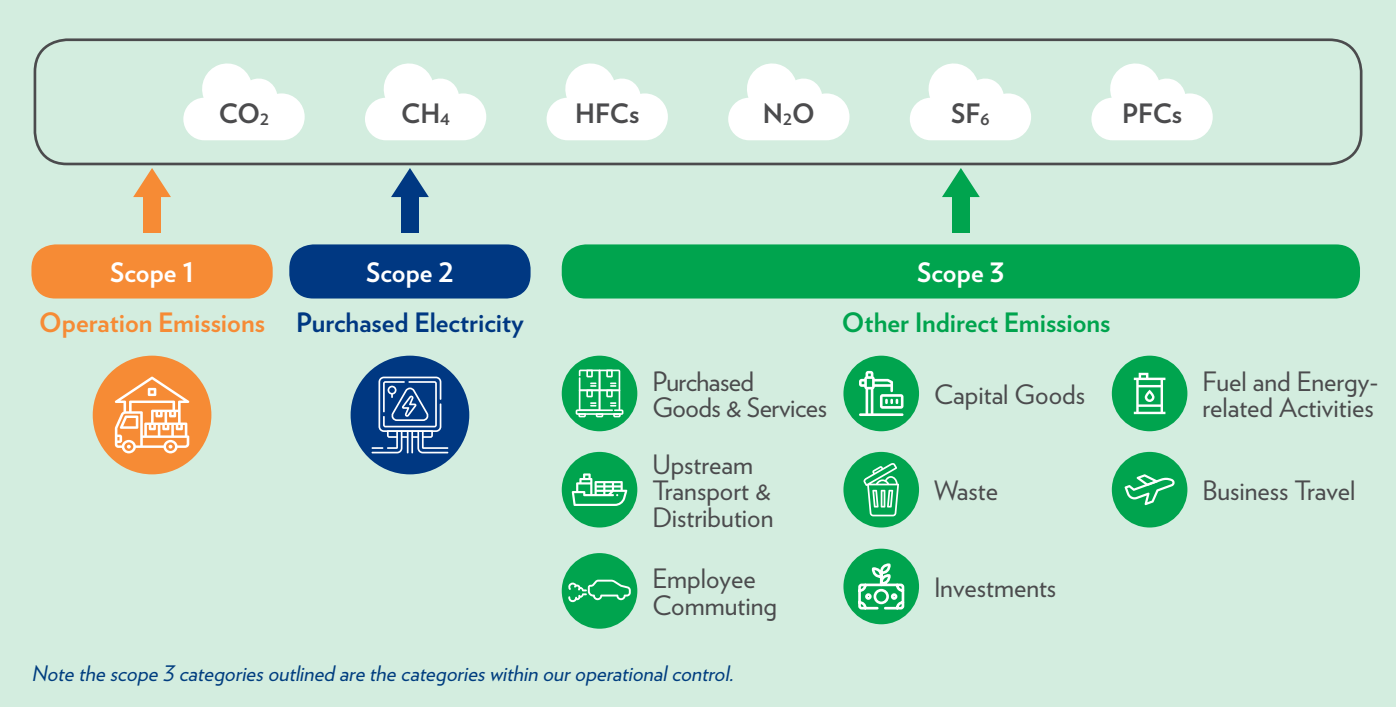 CO₂
CH₄
HFCs
N₂O
SF₆
PFCs
Scope 1
Scope 2
Scope 3
Operation Emissions
Purchased Electricity
Other Indirect Emissions
Purchased
Goods & Services
Capital Goods
Fuel and Energy-
related Activities
Upstream
Transport &
Distribution
Waste
Business Travel
Employee
Commuting
Investments
Note the scope 3 categories outlined are the categories within our operational control.